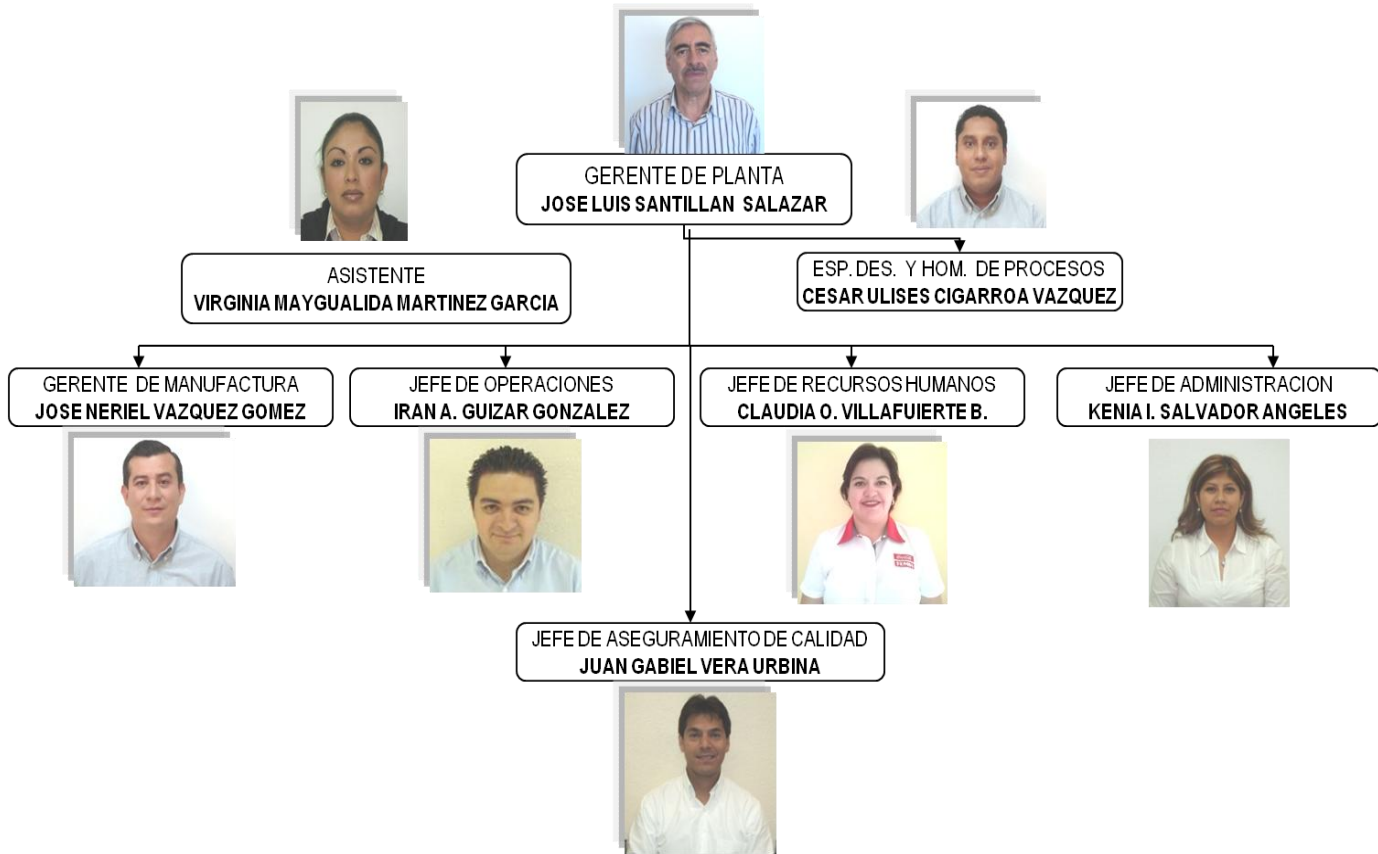 GERENTE DE PLANTA
JOSE LUIS SANTILLAN SALAZAR
ASISTENTE
VIRGINIA MAYGUALIDA MARTINEZ GARCIA
ESP. DES. Y HOM. DE PROCESOS
CESAR ULISES CIGARROA VAZQUEZ
GERENTE DE MANUFACTURA
JOSE NERIEL VAZQUEZ GOMEZ
JEFE DE OPERACIONES
IRAN A. GUIZAR GONZALEZ
JEFE DE RECURSOS HUMANOS
CLAUDIA O. VILLAFUIERTE B.
JEFE DE ADMINISTRACION
KENIA I. SALVADOR ANGELES
JEFE DE ASEGURAMIENTO DE CALIDAD
JUAN GABIEL VERA URBINA